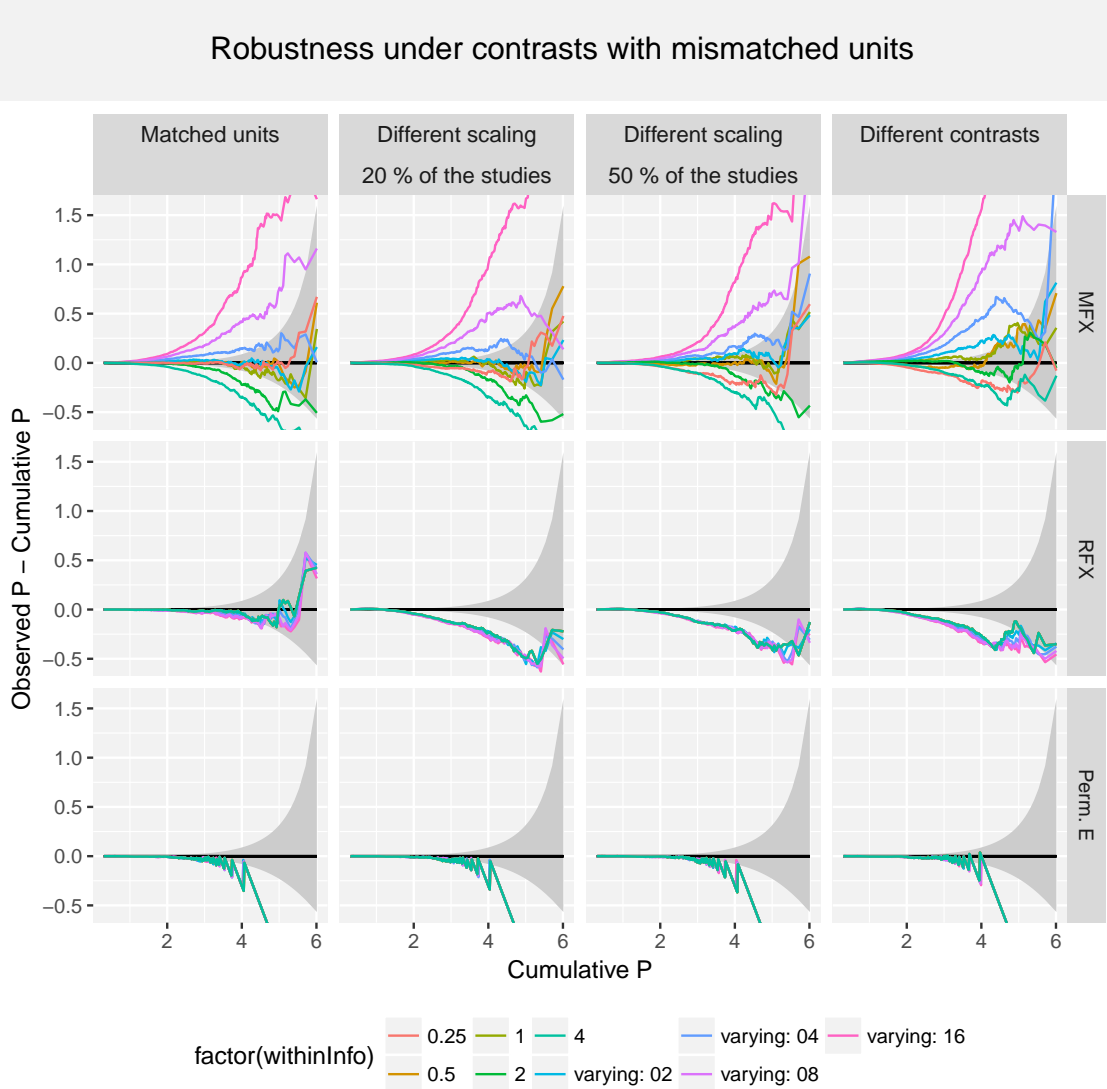 Robustness under contrasts with mismatched units
Matched units
Different scaling
20 % of the studies
Different scaling
50 % of the studies
Different contrasts
Observed P − Cumulative P
1.5
1.0
0.5
0.0
−0.5
MFX
1.5
1.0
0.5
0.0
−0.5
RFX
1.5
1.0
0.5
0.0
−0.5
Perm. E
2 4 6
2 4 6
2 4 6
2 4 6
Cumulative P
factor(withinInfo)
0.25 1 4 varying: 04 varying: 16
0.5 2 varying: 02 varying: 08